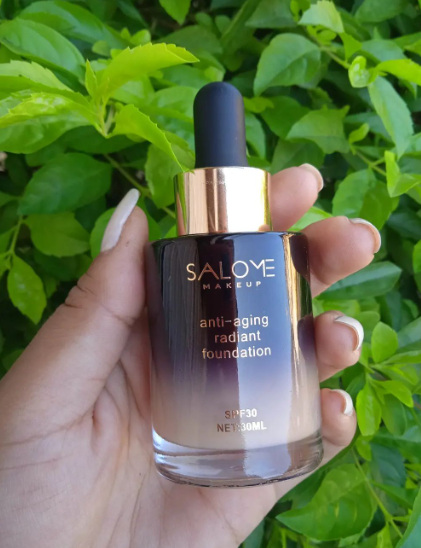 SALOME
MAKEUP
anti-aging
radiant
foundation
SPF30
NET:30ML